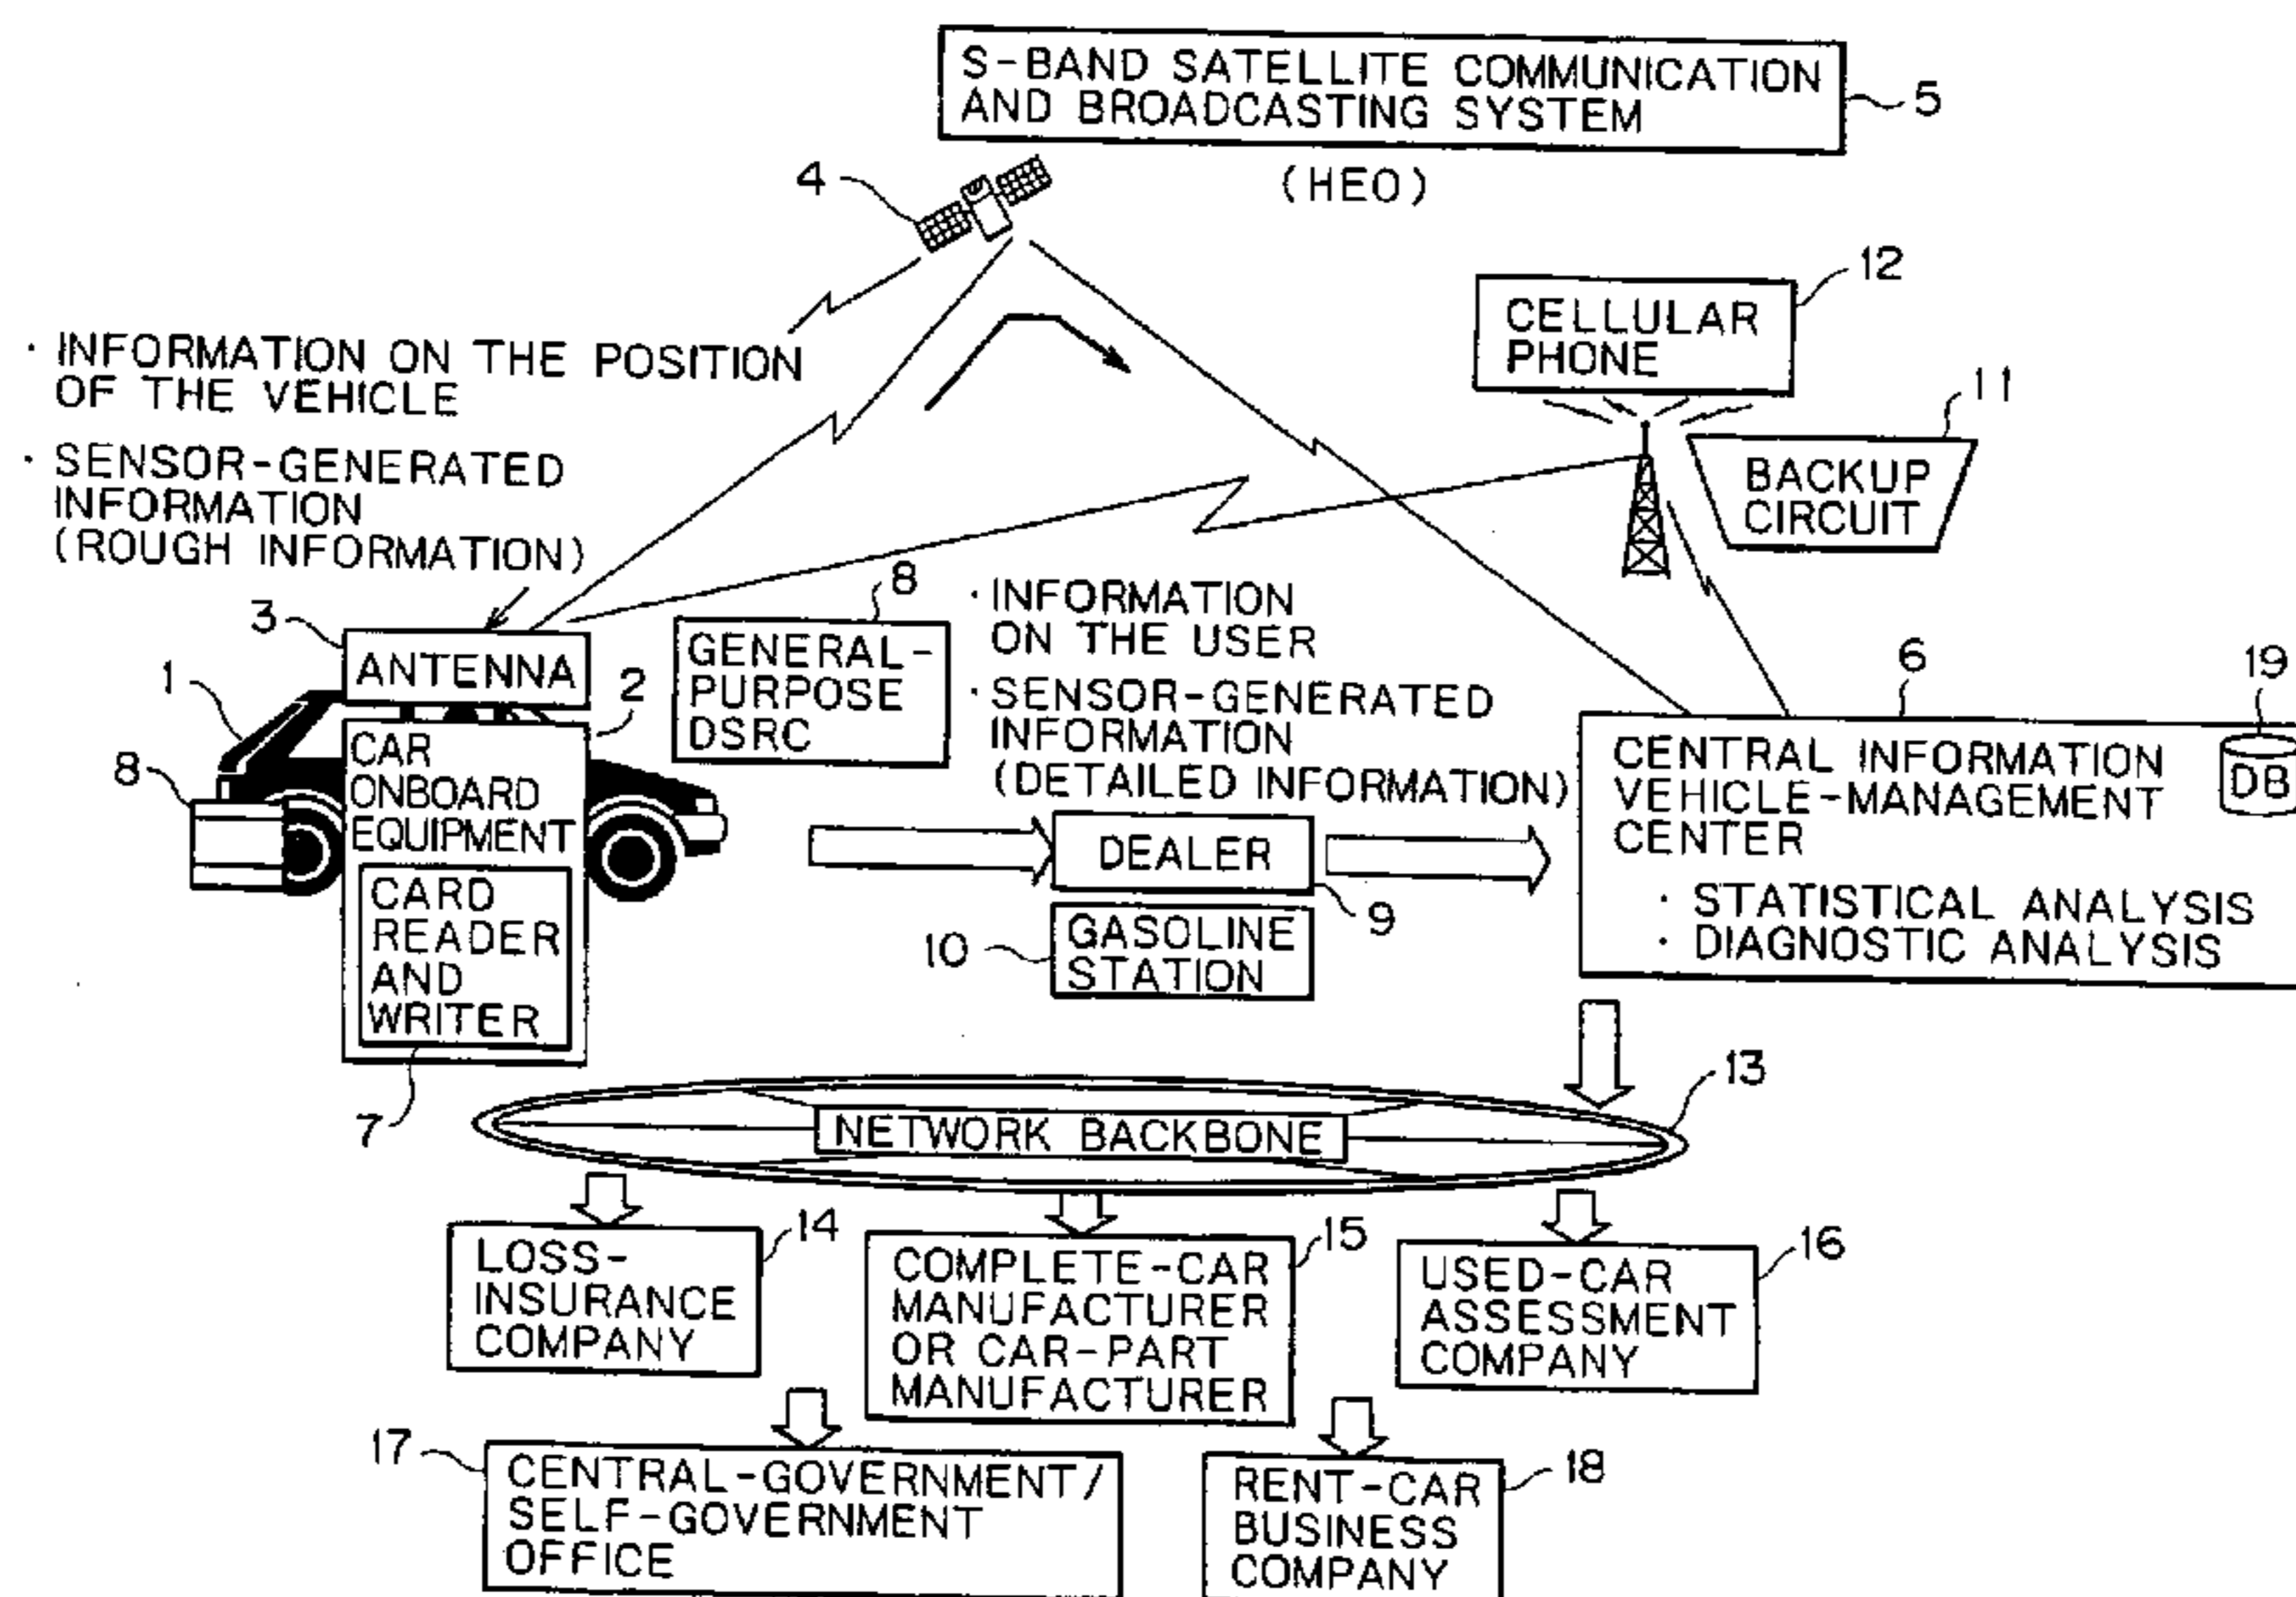 S-BAND SATELLITE COMMUNICATION
AND BROADCASTING SYSTEM
5
(HEO)
4
12
CELLULAR
PHONE
11
BACKUP
CIRCUIT
· INFORMATION ON THE POSITION
OF THE VEHICLE
· SENSOR-GENERATED
INFORMATION
(ROUGH INFORMATION)
3
ANTENNA
1
2
8
CAR
ONBOARD
EQUIPMENT
CARD
READER
AND
WRITER
7
8
GENERAL-
PURPOSE
DSRC
· INFORMATION
ON THE USER
· SENSOR-GENERATED
INFORMATION
(DETAILED INFORMATION)
DEALER
9
10
GASOLINE
STATION
6
19
CENTRAL INFORMATION
VEHICLE-MANAGEMENT
CENTER
DB
· STATISTICAL ANALYSIS
· DIAGNOSTIC ANALYSIS
13
NETWORK BACKBONE
14
LOSS-
INSURANCE
COMPANY
15
COMPLETE-CAR
MANUFACTURER
OR CAR-PART
MANUFACTURER
16
USED-CAR
ASSESSMENT
COMPANY
17
CENTRAL-GOVERNMENT/
SELF-GOVERNMENT
OFFICE
18
RENT-CAR
BUSINESS
COMPANY